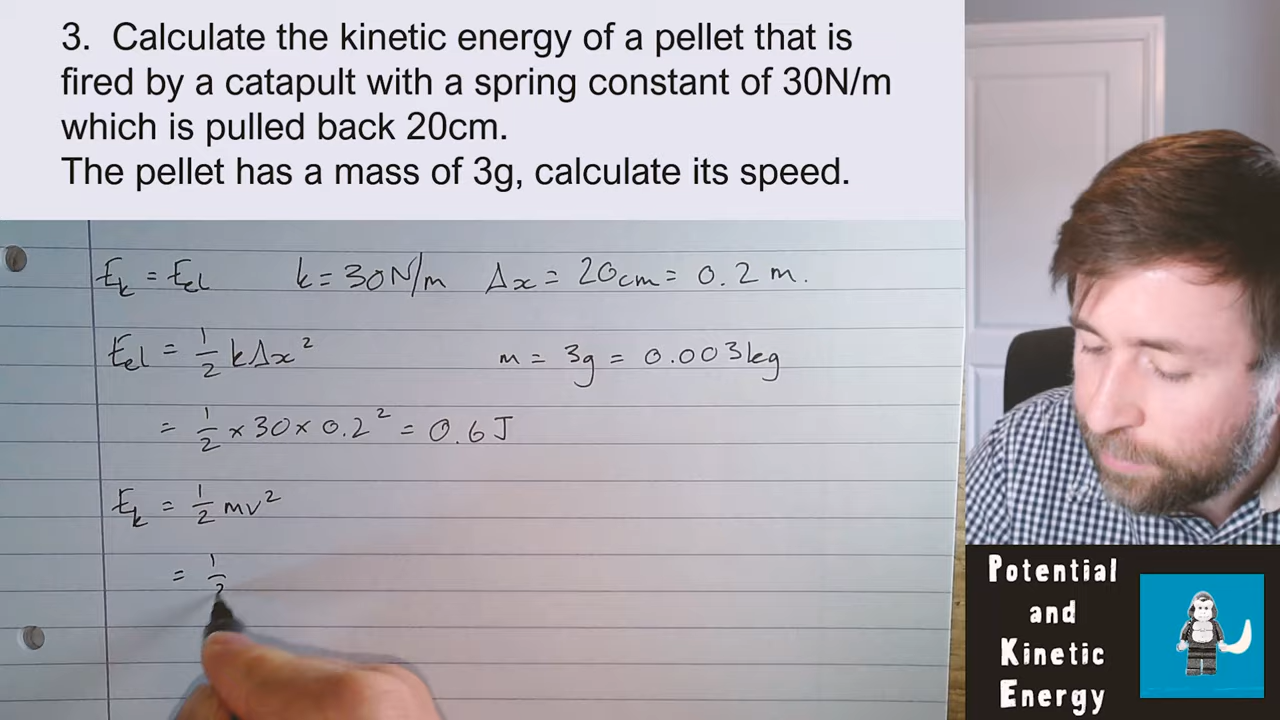 3. Calculate the kinetic energy of a pellet that is
fired by a catapult with a spring constant of 30N/m
which is pulled back 20cm.
The pellet has a mass of 3g, calculate its speed.
Ek = Eel k = 30N/m Δx = 20cm = 0.2 m.
Eel = 1/2 kΔx² m = 3g = 0.003kg
= 1/2 × 30 × 0.2² = 0.6 J
Ek = 1/2 mv²
= 1/2
Potential
and
Kinetic
Energy